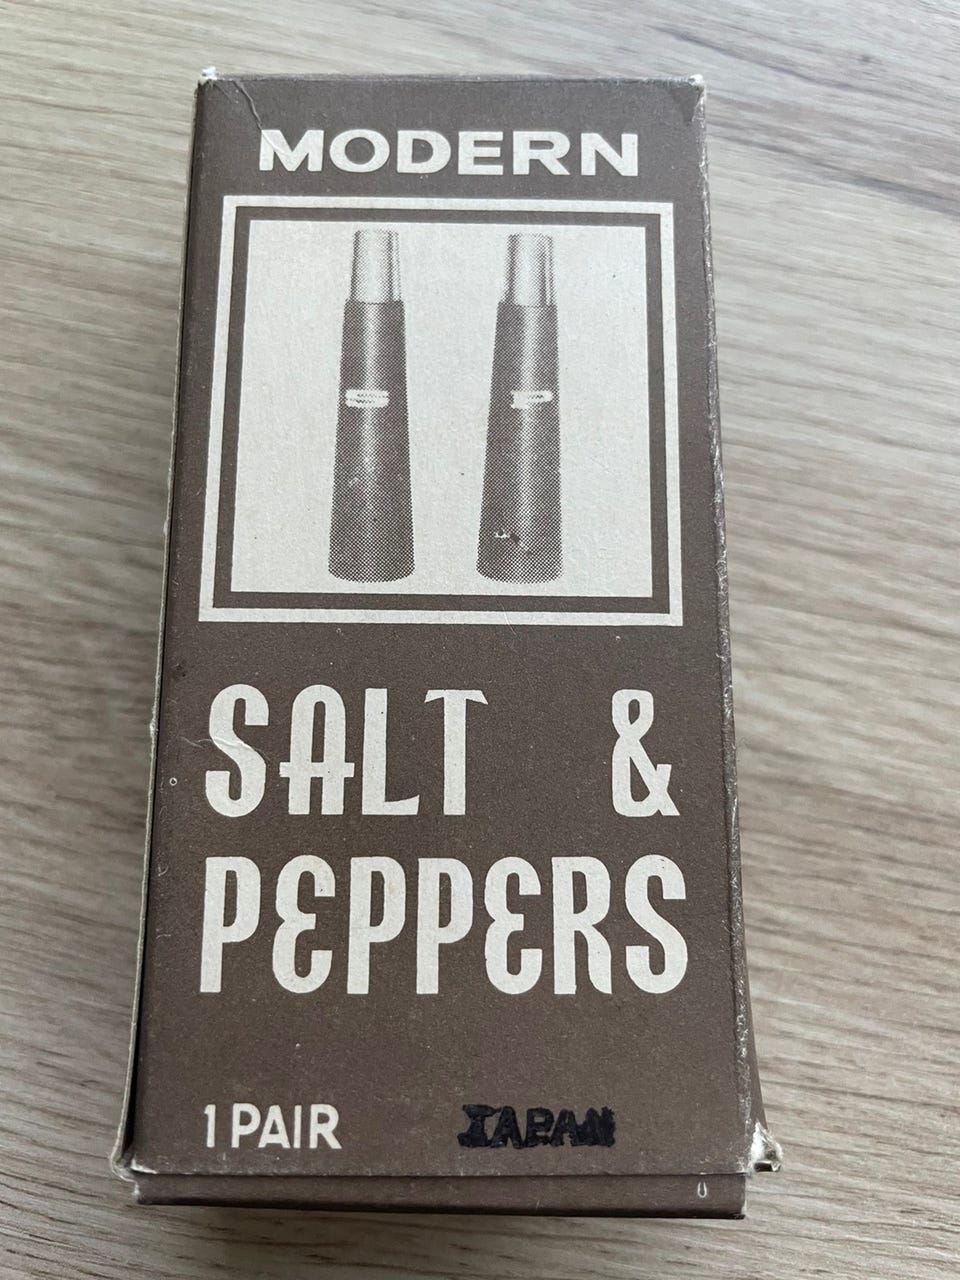 MODERN
S P
SALT &
PEPPERS
1 PAIR JAPAN